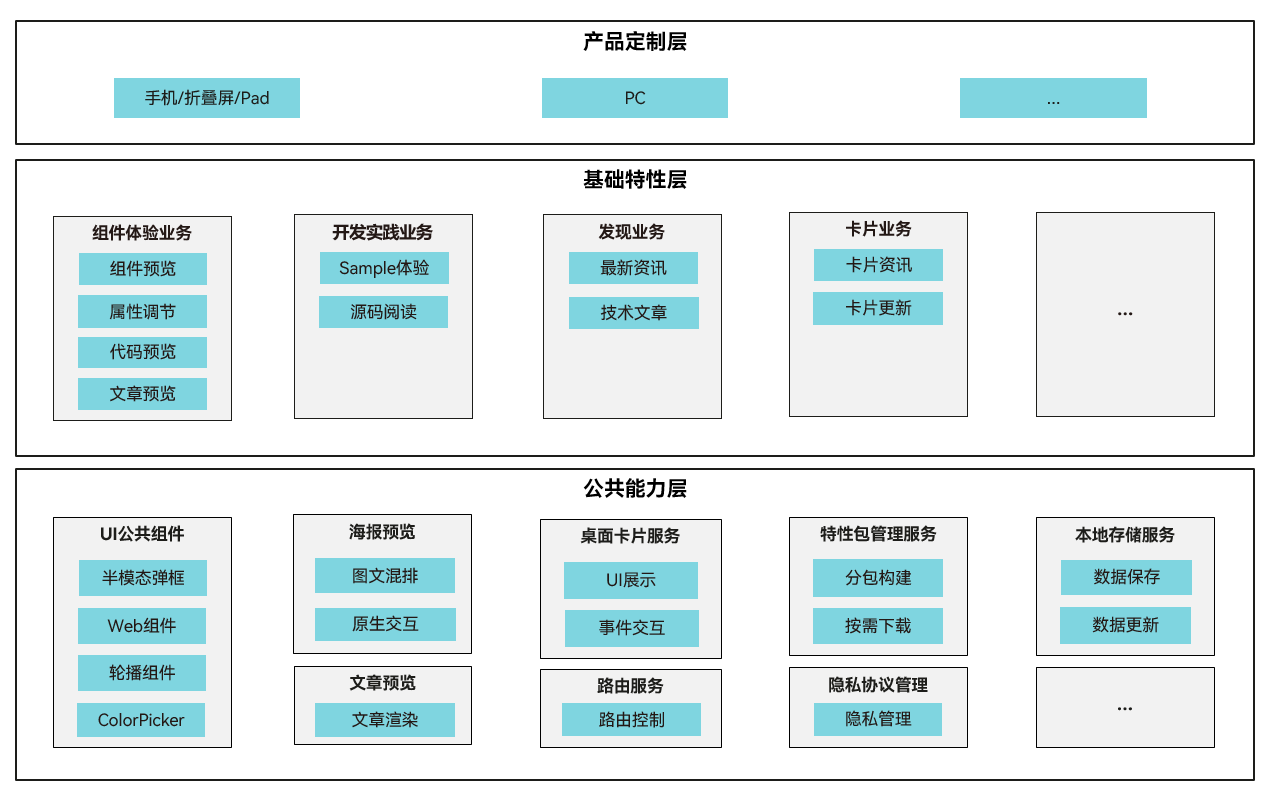 产品定制层
手机/折叠屏/Pad
PC
...
基础特性层
组件体验业务
组件预览
属性调节
代码预览
文章预览
开发实践业务
Sample体验
源码阅读
发现业务
最新资讯
技术文章
卡片业务
卡片资讯
卡片更新
...
公共能力层
UI公共组件
半模态弹框
Web组件
轮播组件
ColorPicker
海报预览
图文混排
原生交互
文章预览
文章渲染
桌面卡片服务
UI展示
事件交互
路由服务
路由控制
特性包管理服务
分包构建
按需下载
隐私协议管理
隐私管理
本地存储服务
数据保存
数据更新
...